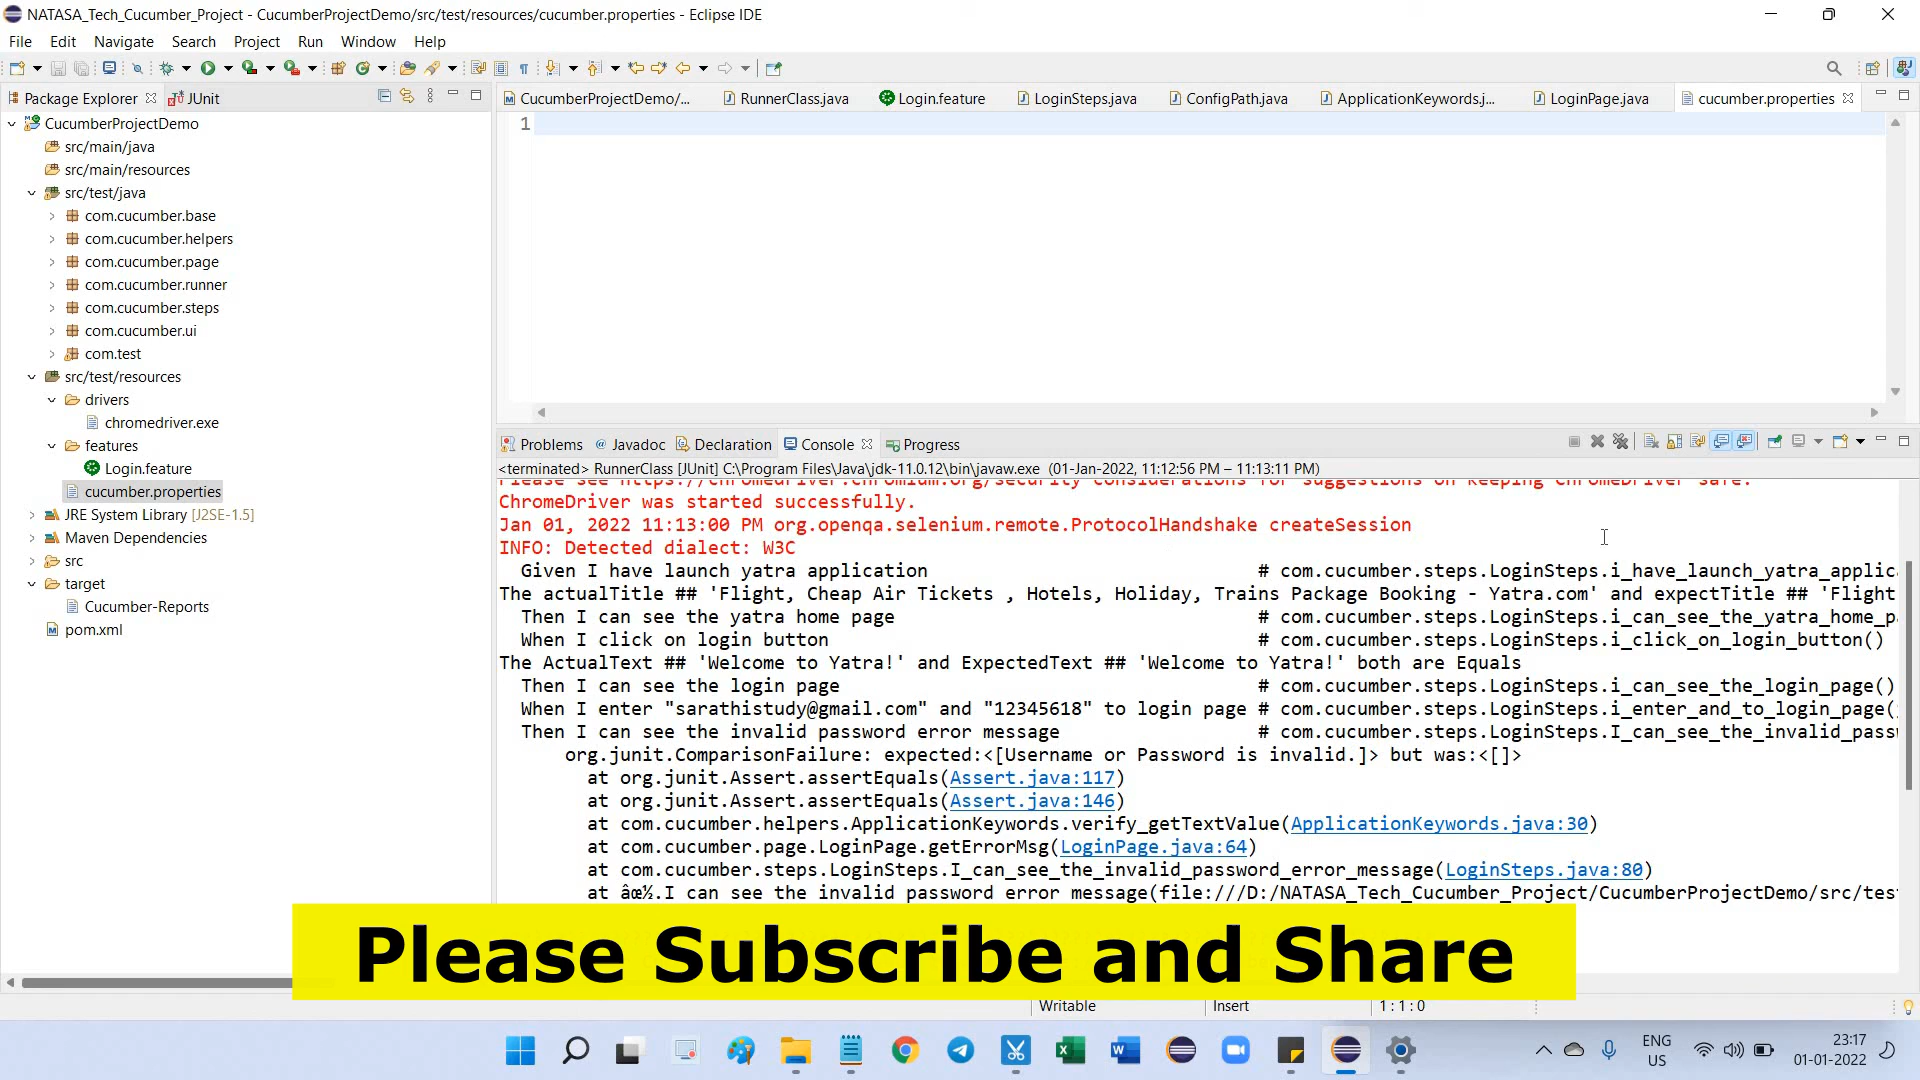 NATASA_Tech_Cucumber_Project - CucumberProjectDemo/src/test/resources/cucumber.properties - Eclipse IDE
File Edit Navigate Search Project Run Window Help
Package Explorer JUnit
CucumberProjectDemo/... RunnerClass.java Login.feature LoginSteps.java ConfigPath.java ApplicationKeywords.j... LoginPage.java cucumber.properties
1
CucumberProjectDemo
src/main/java
src/main/resources
src/test/java
com.cucumber.base
com.cucumber.helpers
com.cucumber.page
com.cucumber.runner
com.cucumber.steps
com.cucumber.ui
com.test
src/test/resources
drivers
chromedriver.exe
features
Login.feature
cucumber.properties
JRE System Library [J2SE-1.5]
Maven Dependencies
src
target
Cucumber-Reports
pom.xml
Problems Javadoc Declaration Console Progress
<terminated> RunnerClass [JUnit] C:\Program Files\Java\jdk-11.0.12\bin\javaw.exe (01-Jan-2022, 11:12:56 PM – 11:13:11 PM)
Please see https://chromedriver.chromium.org/security-considerations for suggestions on keeping ChromeDriver safe.
ChromeDriver was started successfully.
Jan 01, 2022 11:13:00 PM org.openqa.selenium.remote.ProtocolHandshake createSession
INFO: Detected dialect: W3C
Given I have launch yatra application # com.cucumber.steps.LoginSteps.i_have_launch_yatra_applic
The actualTitle ## 'Flight, Cheap Air Tickets , Hotels, Holiday, Trains Package Booking - Yatra.com' and expectTitle ## 'Flight
Then I can see the yatra home page # com.cucumber.steps.LoginSteps.i_can_see_the_yatra_home_p
When I click on login button # com.cucumber.steps.LoginSteps.i_click_on_login_button()
The ActualText ## 'Welcome to Yatra!' and ExpectedText ## 'Welcome to Yatra!' both are Equals
Then I can see the login page # com.cucumber.steps.LoginSteps.i_can_see_the_login_page()
When I enter "sarathistudy@gmail.com" and "12345618" to login page # com.cucumber.steps.LoginSteps.i_enter_and_to_login_page(
Then I can see the invalid password error message # com.cucumber.steps.LoginSteps.I_can_see_the_invalid_passw
org.junit.ComparisonFailure: expected:<[Username or Password is invalid.]> but was:<[]>
at org.junit.Assert.assertEquals(Assert.java:117)
at org.junit.Assert.assertEquals(Assert.java:146)
at com.cucumber.helpers.ApplicationKeywords.verify_getTextValue(ApplicationKeywords.java:30)
at com.cucumber.page.LoginPage.getErrorMsg(LoginPage.java:64)
at com.cucumber.steps.LoginSteps.I_can_see_the_invalid_password_error_message(LoginSteps.java:80)
at âœ½.I can see the invalid password error message(file:///D:/NATASA_Tech_Cucumber_Project/CucumberProjectDemo/src/test
Please Subscribe and Share
Writable Insert 1 : 1 : 0
ENG
US
23:17
01-01-2022